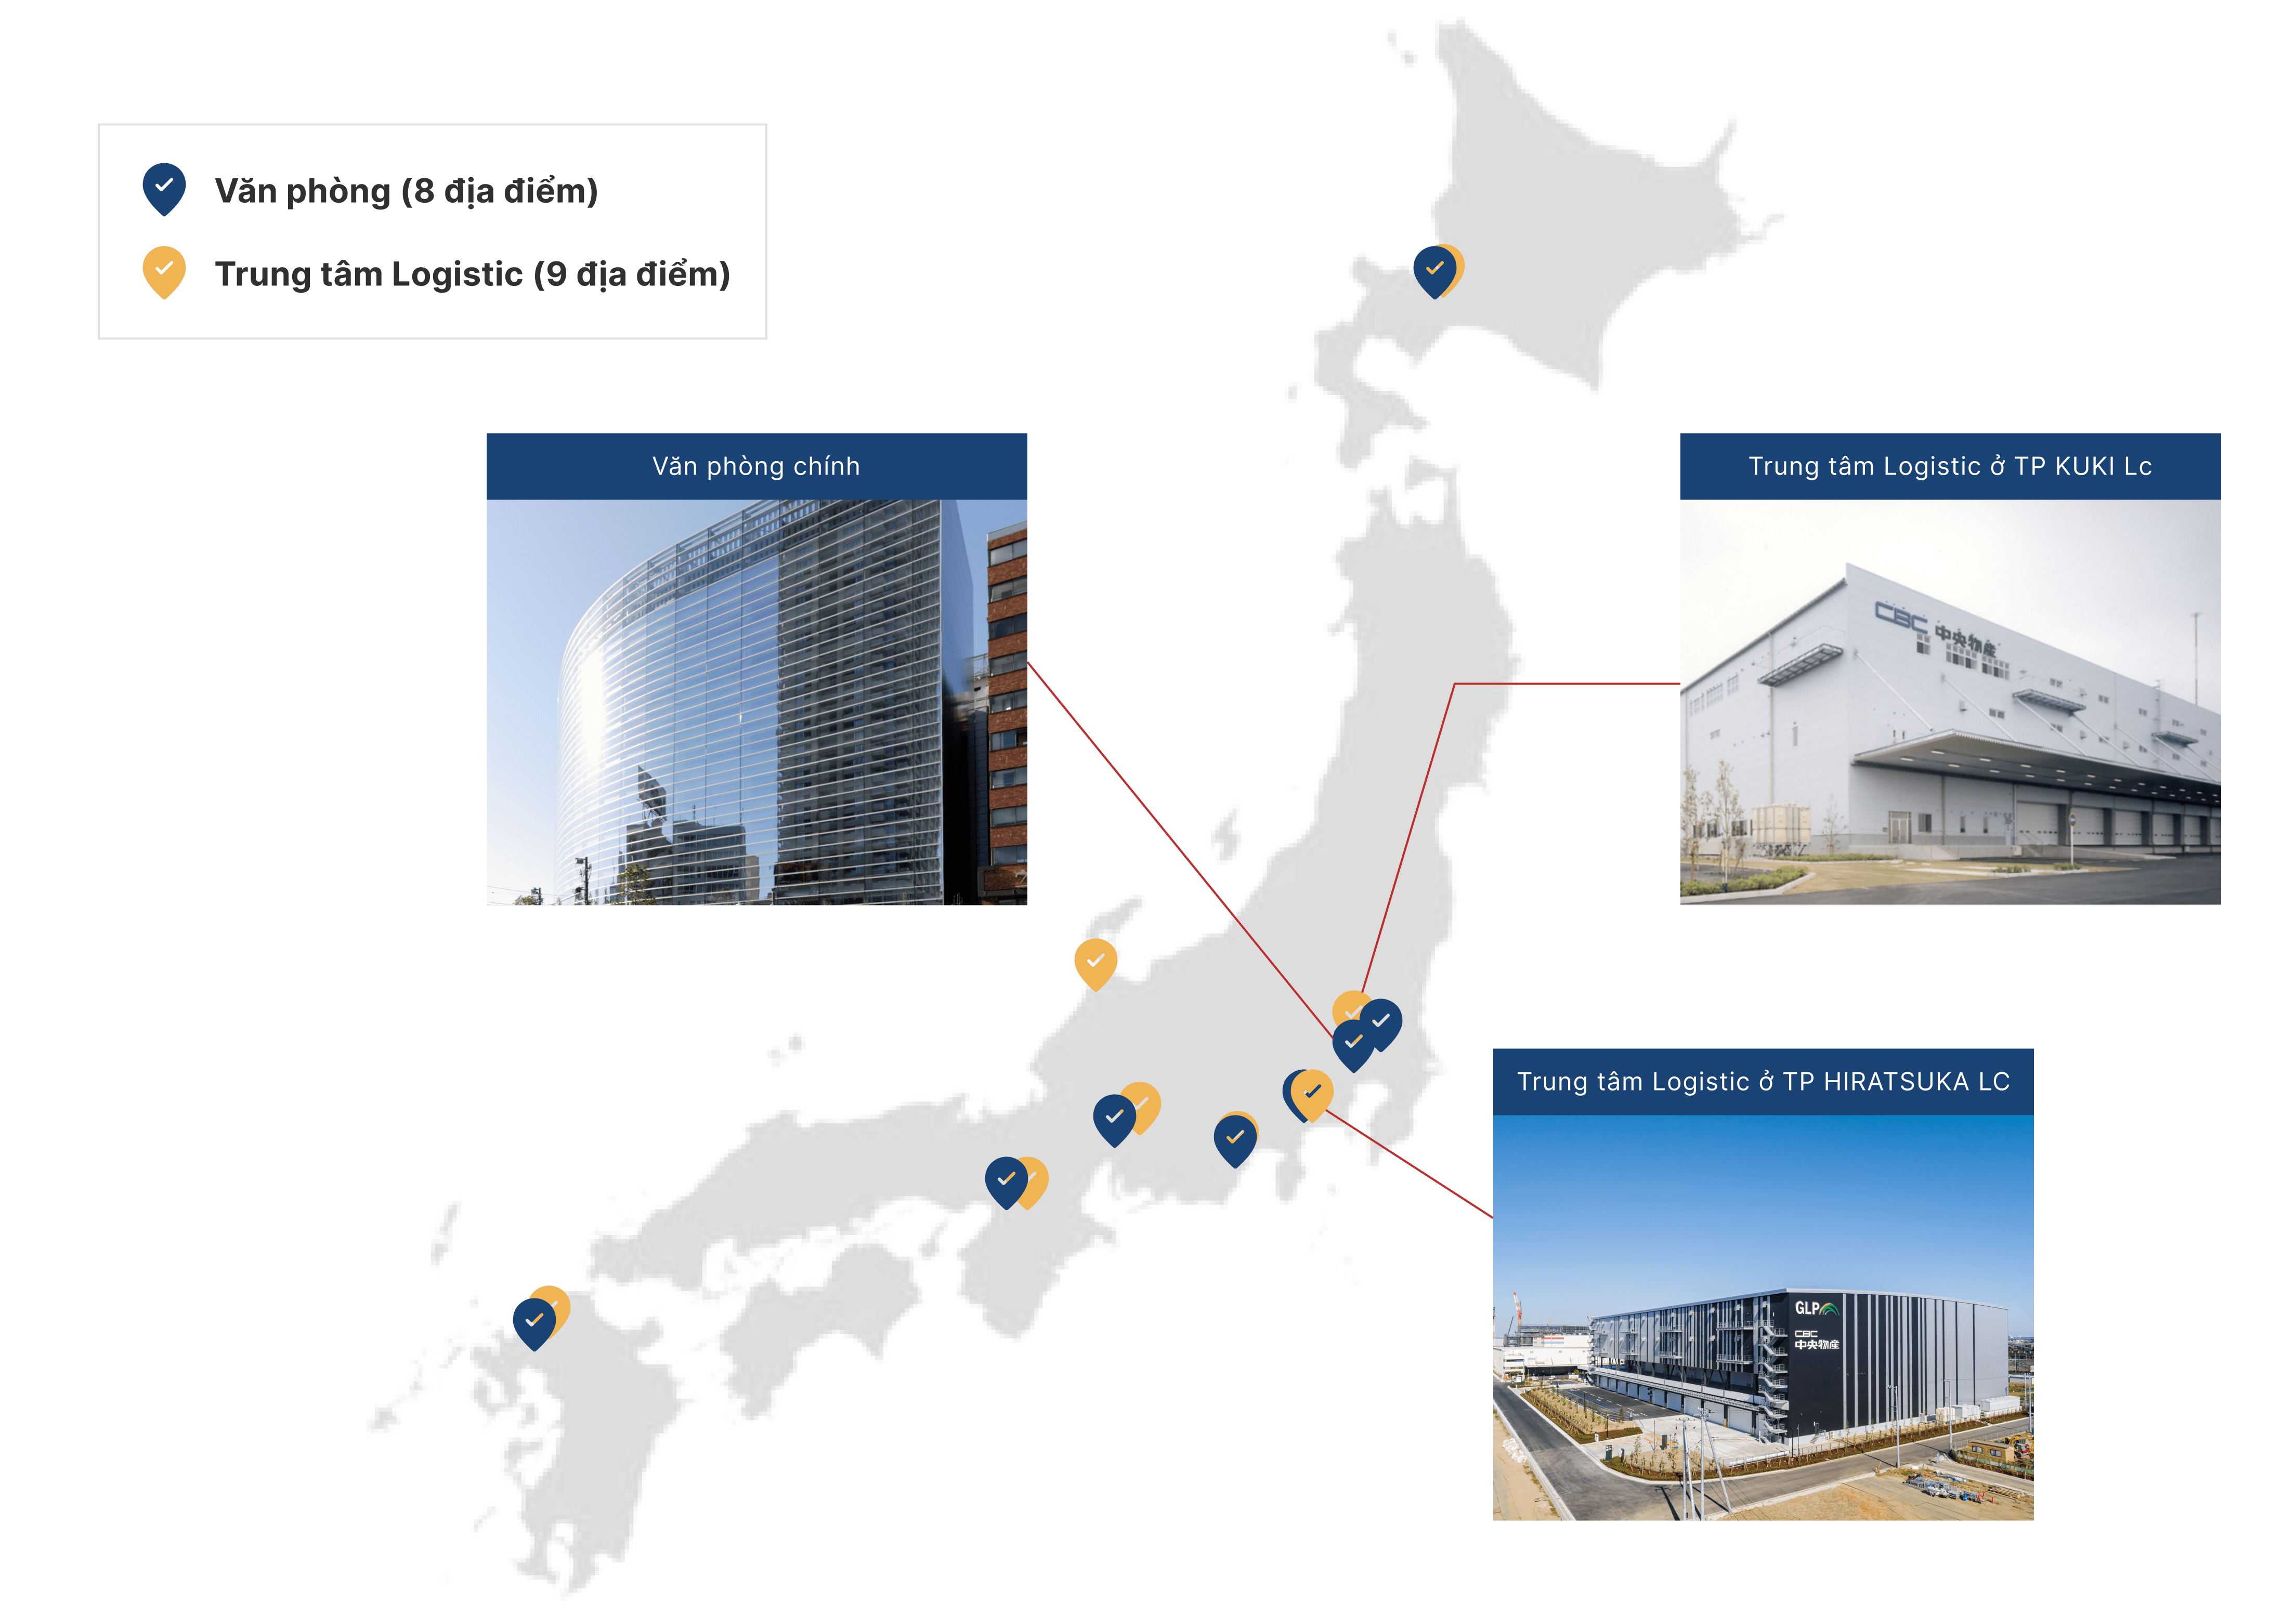 Văn phòng (8 địa điểm)
Trung tâm Logistic (9 địa điểm)
Văn phòng chính
Trung tâm Logistic ở TP KUKI Lc
CBC 中央物産
Trung tâm Logistic ở TP HIRATSUKA LC
GLP
CBC
中央物産